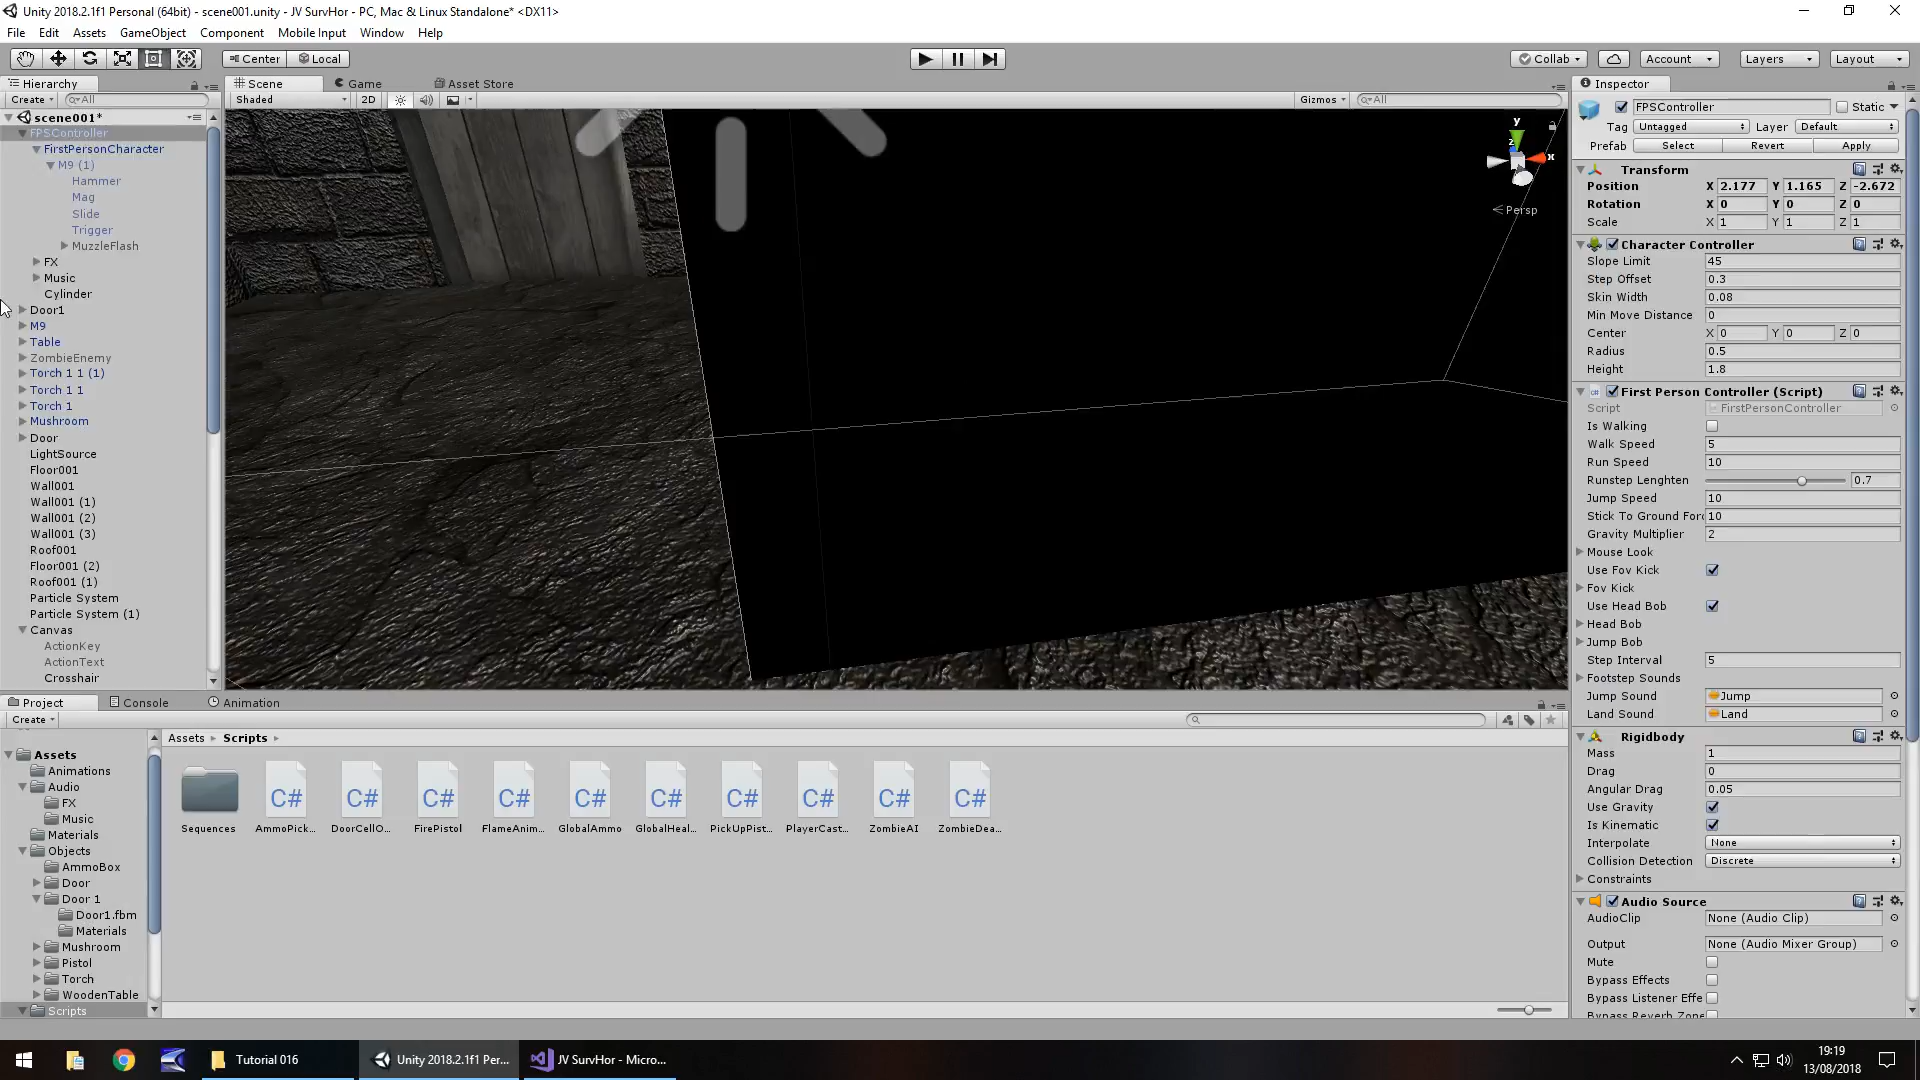 Unity 2018.2.1f1 Personal (64bit) - scene001.unity - JV SurvHor - PC, Mac & Linux Standalone* <DX11>
File Edit Assets GameObject Component Mobile Input Window Help
Center Local Collab Account Layers Layout
Hierarchy Scene Game Asset Store Inspector
Create All Shaded 2D Gizmos All
scene001*
FPSController
FirstPersonCharacter
M9 (1)
Hammer
Mag
Slide
Trigger
MuzzleFlash
FX
Music
Cylinder
Door1
M9
Table
ZombieEnemy
Torch 1 1 (1)
Torch 1 1
Torch 1
Mushroom
Door
LightSource
Floor001
Wall001
Wall001 (1)
Wall001 (2)
Wall001 (3)
Roof001
Floor001 (2)
Roof001 (1)
Particle System
Particle System (1)
Canvas
ActionKey
ActionText
Crosshair
y
z
x
Persp
FPSController Static
Tag Untagged Layer Default
Prefab Select Revert Apply
Transform
Position X 2.177 Y 1.165 Z -2.672
Rotation X 0 Y 0 Z 0
Scale X 1 Y 1 Z 1
Character Controller
Slope Limit 45
Step Offset 0.3
Skin Width 0.08
Min Move Distance 0
Center X 0 Y 0 Z 0
Radius 0.5
Height 1.8
First Person Controller (Script)
Script FirstPersonController
Is Walking
Walk Speed 5
Run Speed 10
Runstep Lenghten 0.7
Jump Speed 10
Stick To Ground Forc 10
Gravity Multiplier 2
Mouse Look
Use Fov Kick
Fov Kick
Use Head Bob
Head Bob
Jump Bob
Step Interval 5
Footstep Sounds
Jump Sound Jump
Land Sound Land
Rigidbody
Mass 1
Drag 0
Angular Drag 0.05
Use Gravity
Is Kinematic
Interpolate None
Collision Detection Discrete
Constraints
Audio Source
AudioClip None (Audio Clip)
Output None (Audio Mixer Group)
Mute
Bypass Effects
Bypass Listener Effe
Bypass Reverb Zone
Project Console Animation
Create
Assets
Animations
Audio
FX
Music
Materials
Objects
AmmoBox
Door
Door 1
Door1.fbm
Materials
Mushroom
Pistol
Torch
WoodenTable
Scripts
Assets Scripts
C# C# C# C# C# C# C# C# C# C#
Sequences AmmoPick... DoorCellO... FirePistol FlameAnim... GlobalAmmo GlobalHeal... PickUpPist... PlayerCast... ZombieAI ZombieDea...
Tutorial 016 Unity 2018.2.1f1 Per... JV SurvHor - Micro...
19:19
13/08/2018